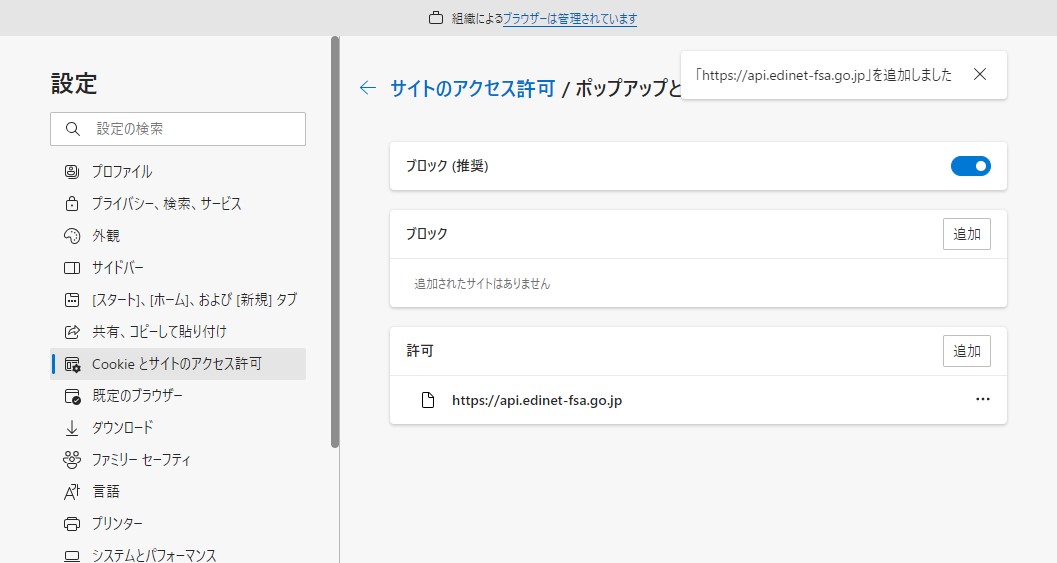 組織によるブラウザーは管理されています
設定
設定の検索
プロファイル
プライバシー、検索、サービス
外観
サイドバー
[スタート]、[ホーム]、および [新規] タブ
共有、コピーして貼り付け
Cookie とサイトのアクセス許可
既定のブラウザー
ダウンロード
ファミリー セーフティ
言語
プリンター
システムとパフォーマンス
サイトのアクセス許可 / ポップアップと
「https://api.edinet-fsa.go.jp」を追加しました
ブロック (推奨)
ブロック 追加
追加されたサイトはありません
許可 追加
https://api.edinet-fsa.go.jp